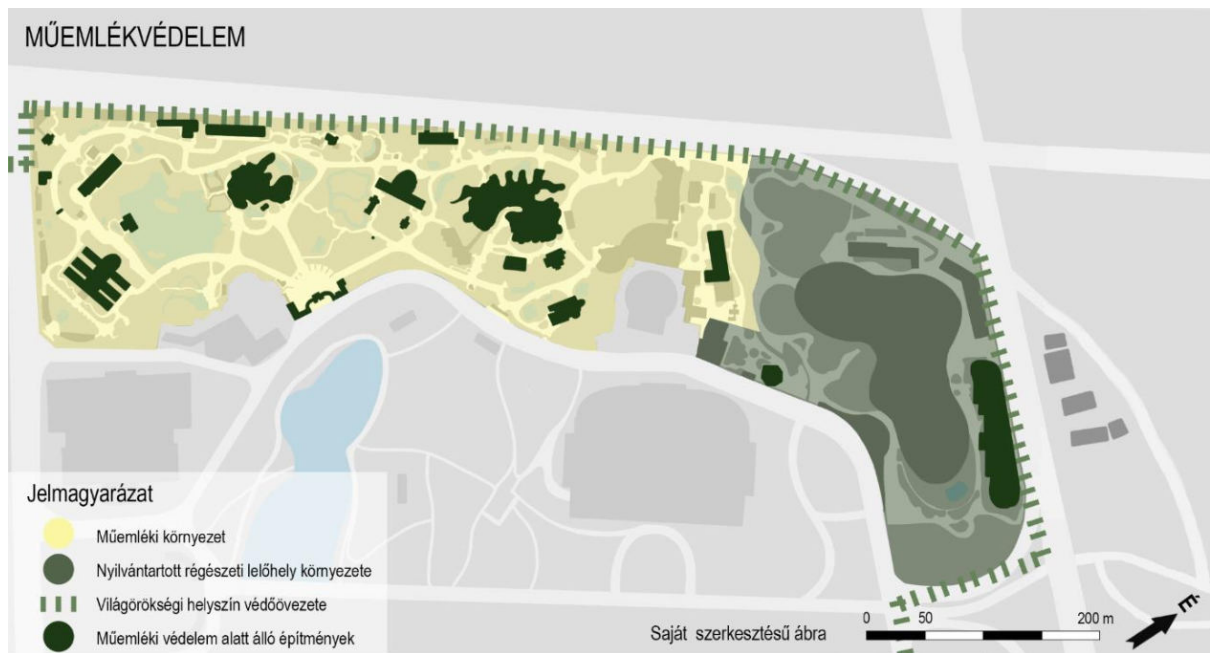 MŰEMLÉKVÉDELEM
Jelmagyarázat
Műemléki környezet
Nyilvántartott régészeti lelőhely környezete
Világörökségi helyszín védőövezete
Műemléki védelem alatt álló építmények
Saját szerkesztésű ábra
0 50 200 m
É